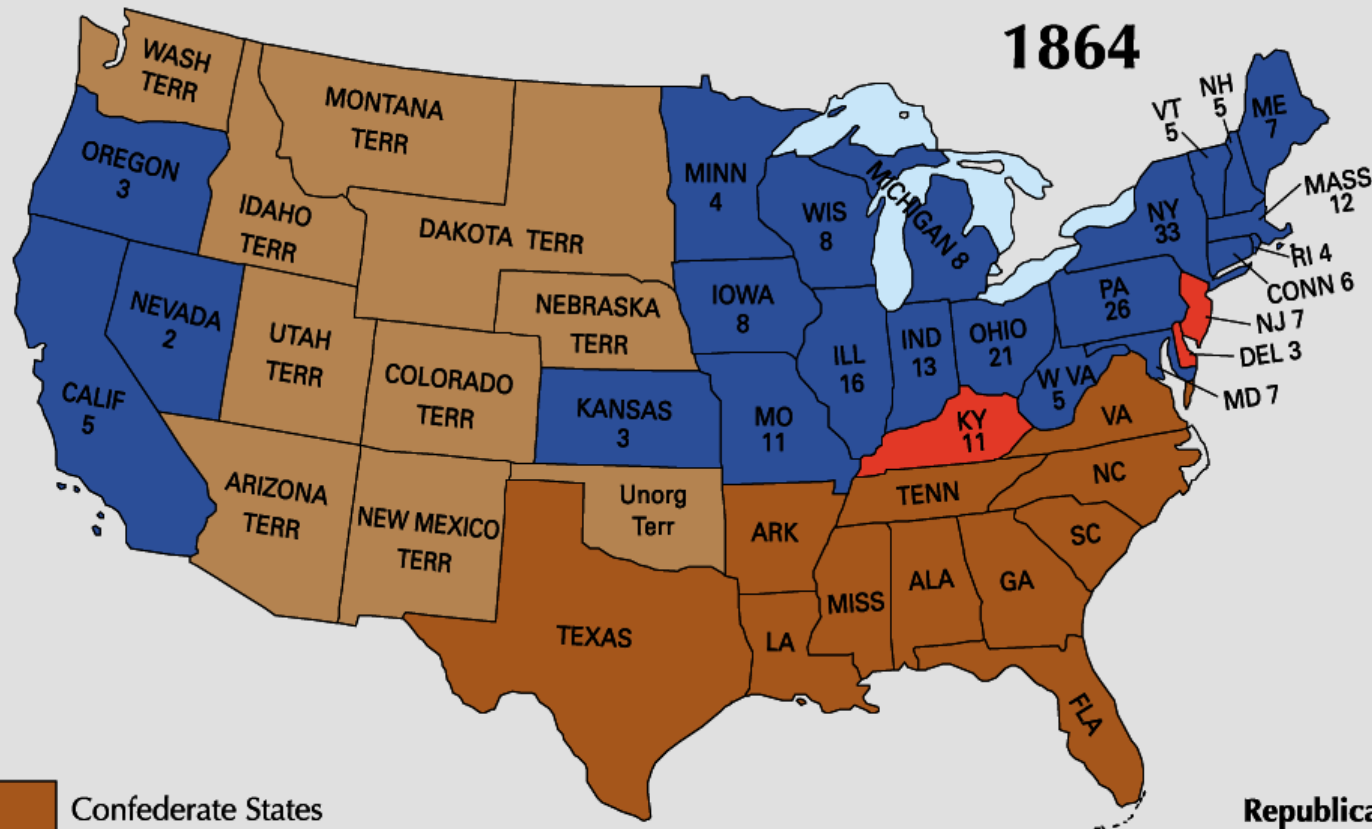 1864
WASH
TERR
MONTANA
TERR
OREGON
3
IDAHO
TERR
DAKOTA TERR
MINN
4
WIS
8
MICHIGAN 8
VT
5
NH
5
ME
7
MASS
12
NY
33
RI 4
CONN 6
NJ 7
DEL 3
MD 7
PA
26
NEVADA
2
UTAH
TERR
NEBRASKA
TERR
IOWA
8
ILL
16
IND
13
OHIO
21
W VA
5
VA
CALIF
5
COLORADO
TERR
KANSAS
3
MO
11
KY
11
ARIZONA
TERR
NEW MEXICO
TERR
Unorg
Terr
ARK
TENN
NC
SC
TEXAS
LA
MISS
ALA
GA
FLA
Confederate States
Republica